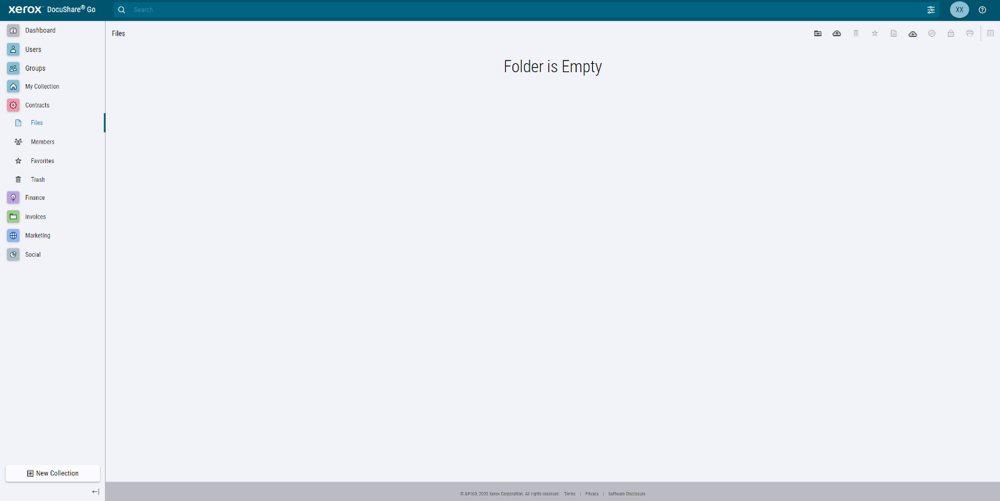 xerox™ DocuShare® Go
Search
XX
Dashboard
Users
Groups
My Collection
Contracts
Files
Members
Favorites
Trash
Finance
Invoices
Marketing
Social
New Collection
Files
Folder is Empty
© &#169, 2020 Xerox Corporation. All rights reserved. Terms | Privacy | Software Disclosure